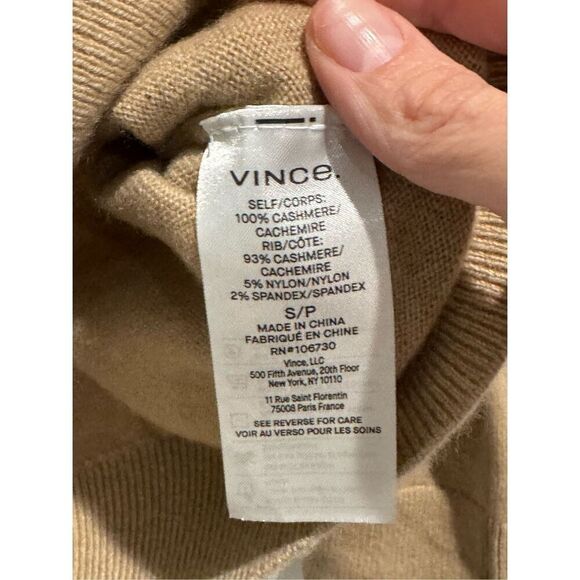 VINCE.
SELF/CORPS:
100% CASHMERE/
CACHEMIRE
RIB/CÔTE:
93% CASHMERE/
CACHEMIRE
5% NYLON/NYLON
2% SPANDEX/SPANDEX
S/P
MADE IN CHINA
FABRIQUÉ EN CHINE
RN#106730
Vince, LLC
500 Fifth Avenue, 20th Floor
New York, NY 10110
11 Rue Saint Florentin
75008 Paris France
SEE REVERSE FOR CARE
VOIR AU VERSO POUR LES SOINS